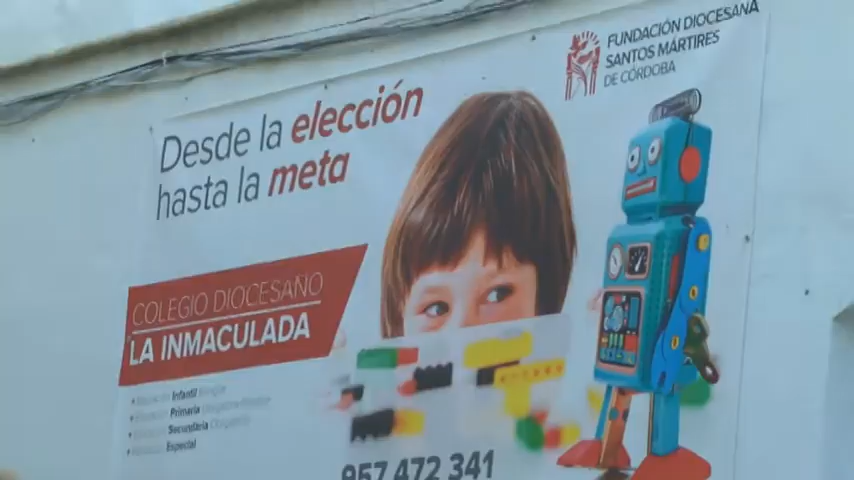 FUNDACIÓN DIOCESANA
SANTOS MÁRTIRES
DE CÓRDOBA
Desde la elección
hasta la meta
COLEGIO DIOCESANO
LA INMACULADA
Infantil
Primaria
Secundaria
Especial
957 472 341